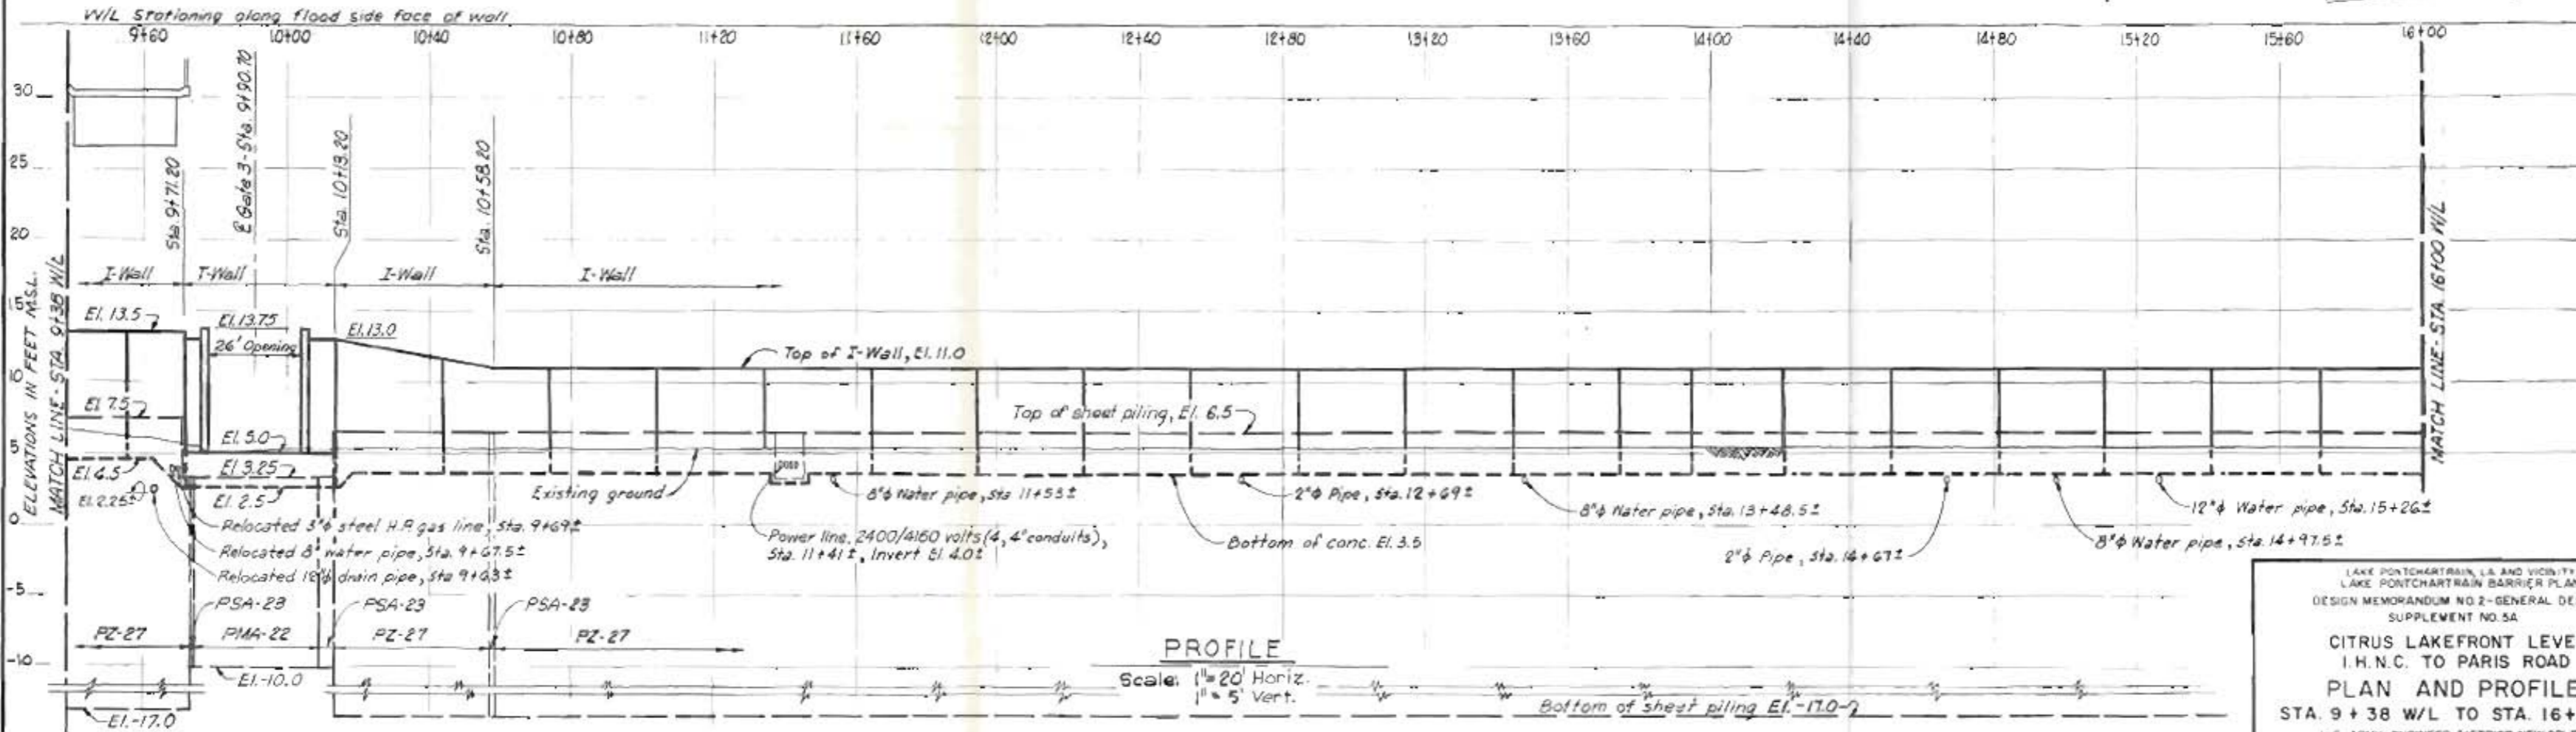 W/L Stationing along flood side face of wall
9+60 10+00 10+40 10+80 11+20 11+60 12+00 12+40 12+80 13+20 13+60 14+00 14+40 14+80 15+20 15+60 16+00
30
25
20
15
10
5
0
-5
-10
ELEVATIONS IN FEET M.S.L.
MATCH LINE-STA. 9+38 W/L
Sta. 9+71.20
℄ Gate 3-Sta. 9+90.70
Sta. 10+13.20
Sta. 10+58.20
I-Wall
T-Wall
I-Wall
I-Wall
El. 13.5
El. 13.75
26' Opening
El. 13.0
Top of I-Wall, El. 11.0
El. 7.5
Top of sheet piling, El. 6.5
El. 5.0
El. 4.5
El. 3.25
El. 2.25±
El. 2.5
Existing ground
8"φ Water pipe, Sta 11+53±
2"φ Pipe, Sta. 12+69±
8"φ Water pipe, Sta. 13+48.5±
12"φ Water pipe, Sta. 15+26±
Relocated 3"φ steel H.P. gas line, Sta. 9+69±
Relocated 8" water pipe, Sta. 9+67.5±
Relocated 12"φ drain pipe, Sta 9+63±
Power line, 2400/4160 volts (4, 4" conduits),
Sta. 11+41±, Invert El. 4.0±
Bottom of conc. El. 3.5
2"φ Pipe, Sta. 14+67±
8"φ Water pipe, Sta. 14+97.5±
MATCH LINE-STA. 16+00 W/L
PSA-23
PSA-23
PSA-23
PZ-27
PMA-22
PZ-27
PZ-27
El.-10.0
El.-17.0
PROFILE
Scale: 1"=20' Horiz.
1"=5' Vert.
Bottom of sheet piling El.-17.0
LAKE PONTCHARTRAIN, LA. AND VICINITY
LAKE PONTCHARTRAIN BARRIER PLAN
DESIGN MEMORANDUM NO. 2-GENERAL DE
SUPPLEMENT NO. 5A
CITRUS LAKEFRONT LEVE
I.H.N.C. TO PARIS ROAD
PLAN AND PROFILE
STA. 9+38 W/L TO STA. 16+